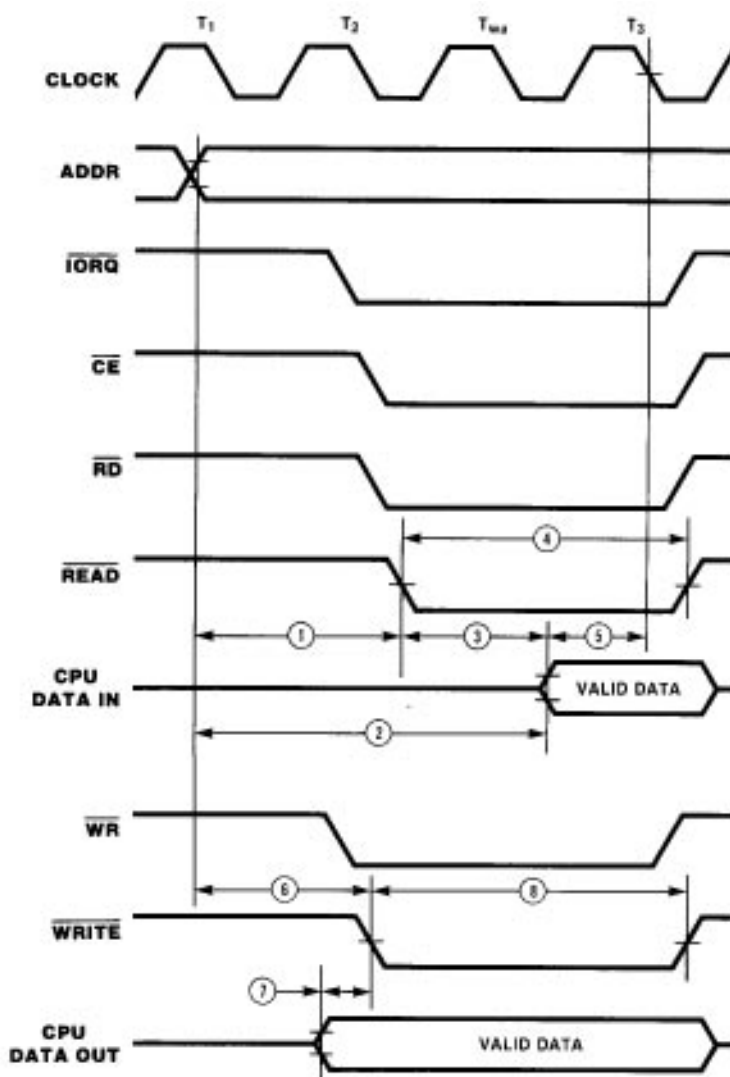 T1 T2 Twa T3
CLOCK
ADDR
IORQ
CE
RD
4
READ
1 3 5
CPU
DATA IN
VALID DATA
2
WR
6 8
WRITE
7
CPU
DATA OUT
VALID DATA